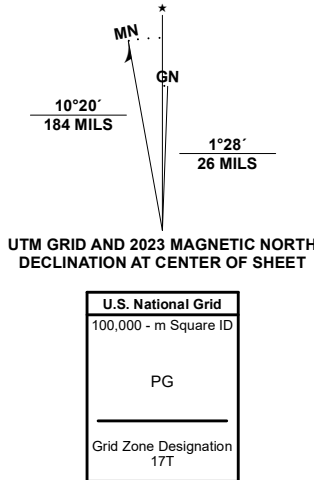 ★
MN
GN
10°20´
184 MILS
1°28´
26 MILS
UTM GRID AND 2023 MAGNETIC NORTH
DECLINATION AT CENTER OF SHEET
U.S. National Grid
100,000 - m Square ID
PG
Grid Zone Designation
17T